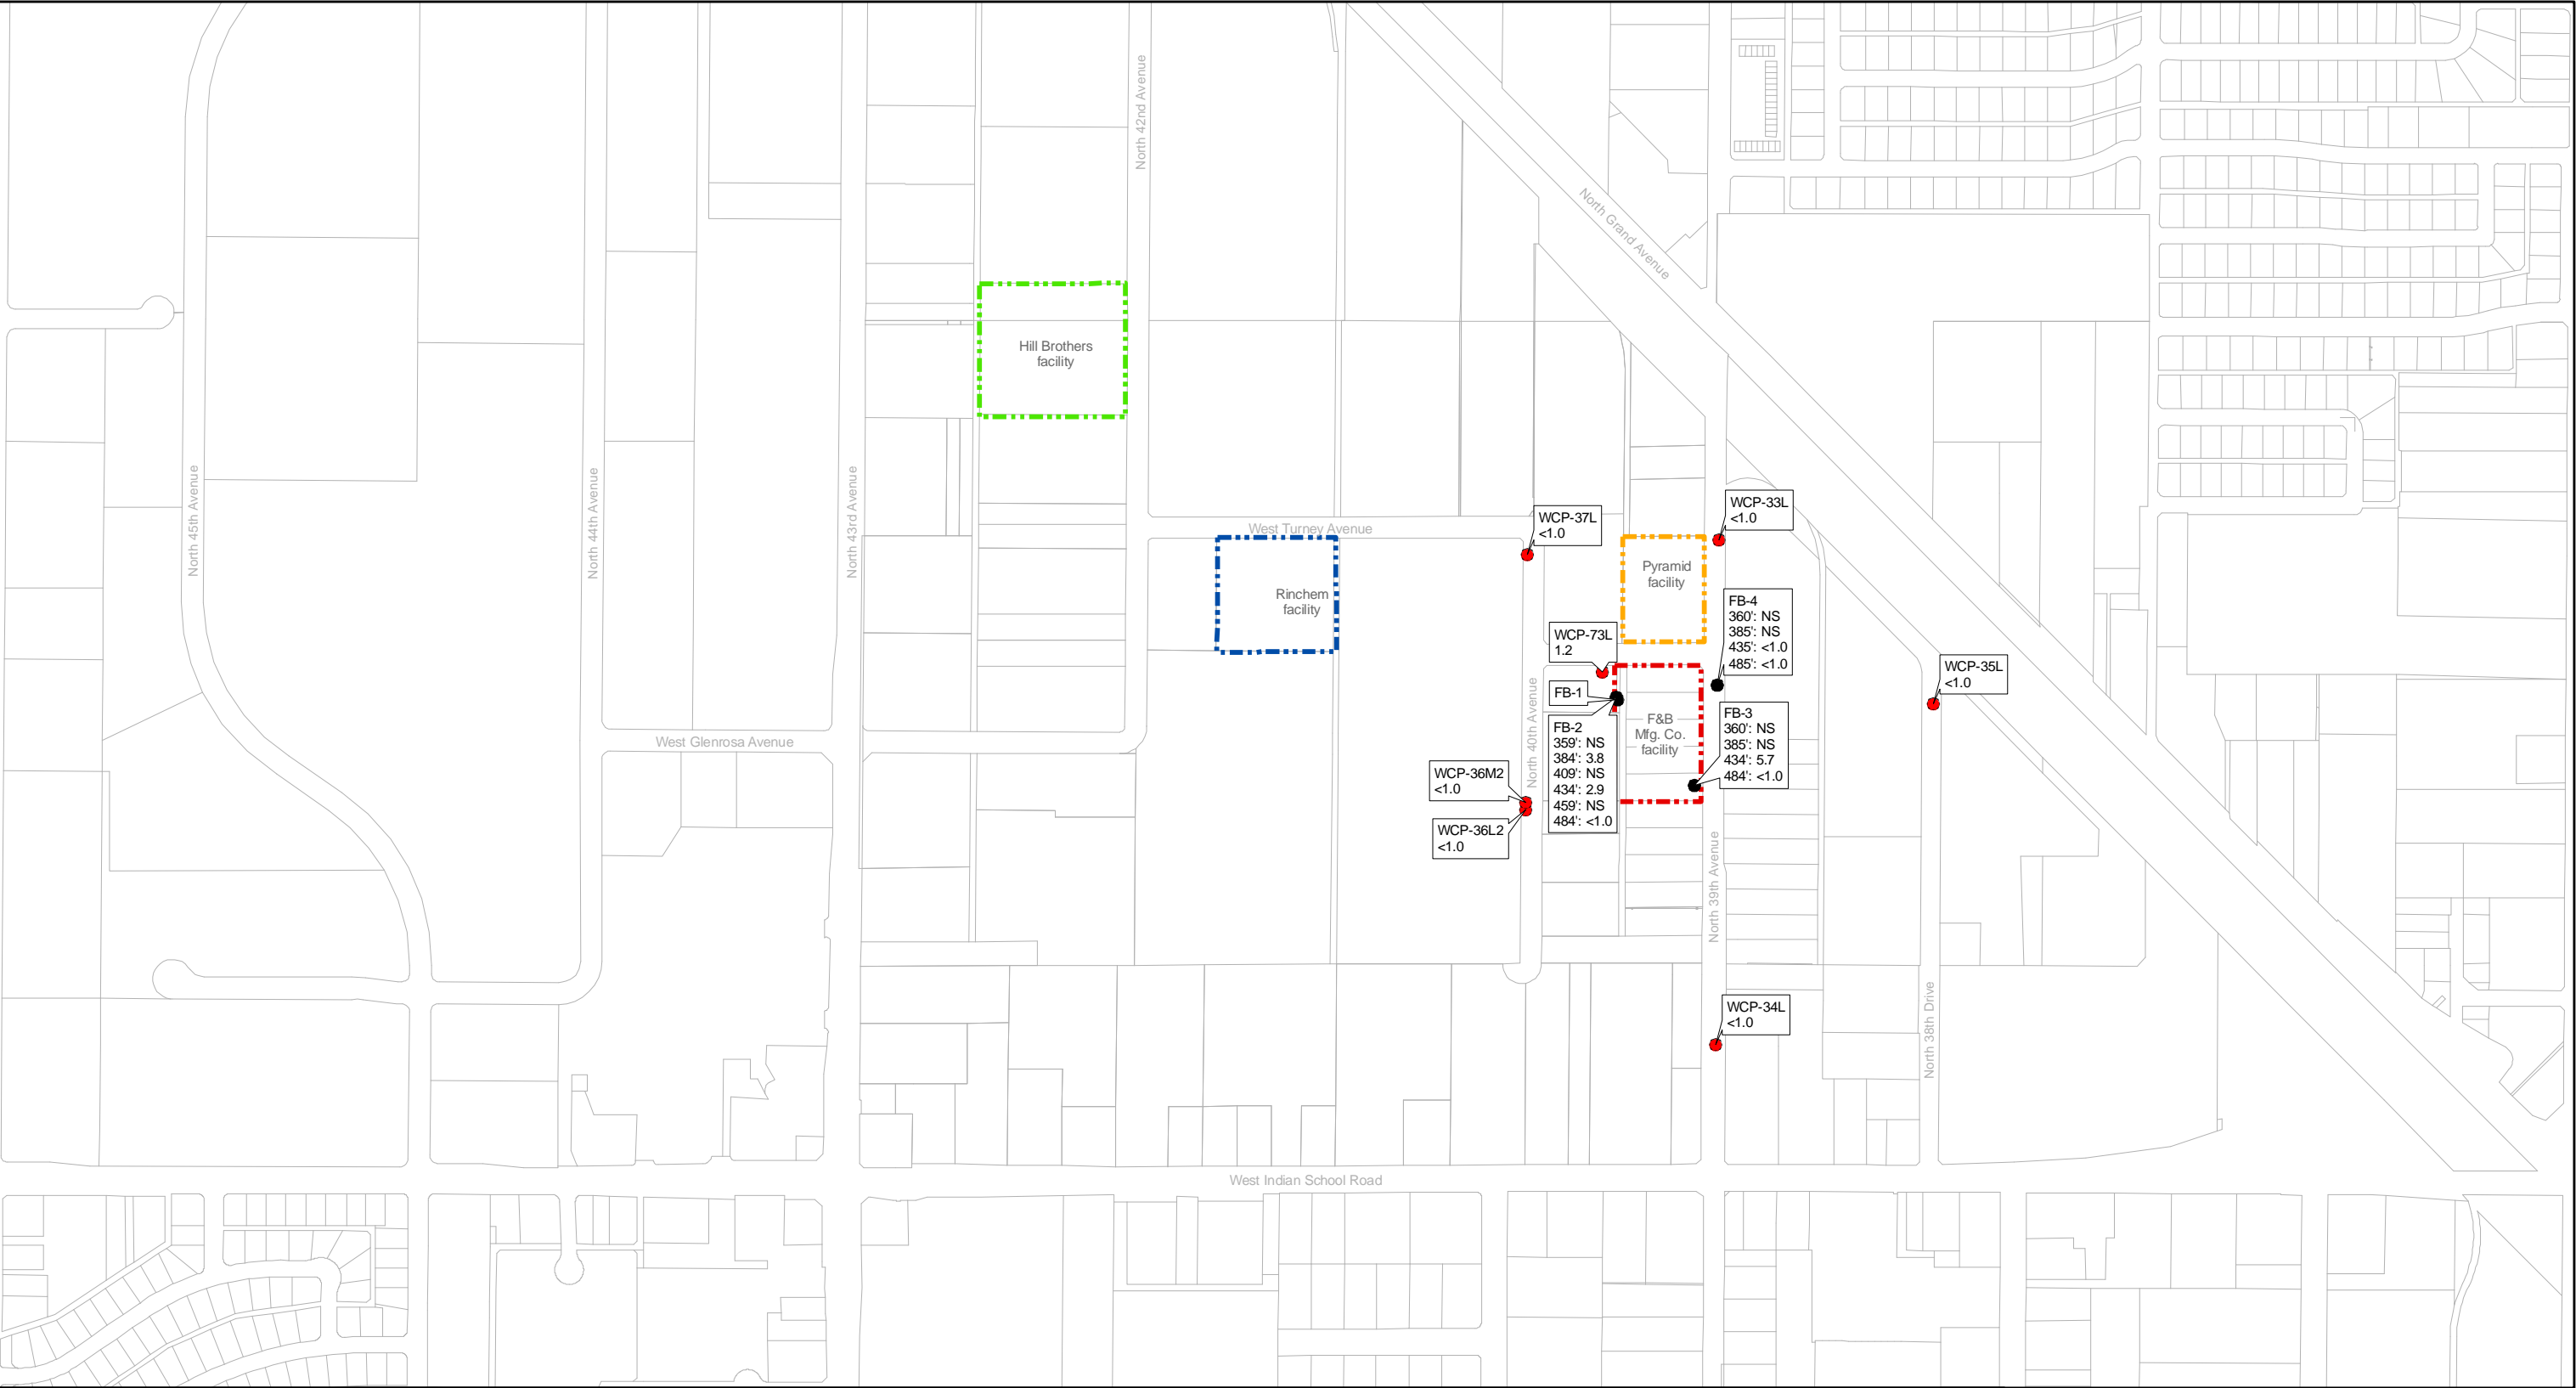 North 42nd Avenue
North Grand Avenue
Hill Brothers
facility
North 45th Avenue
North 44th Avenue
North 43rd Avenue
West Turney Avenue
WCP-37L
<1.0
WCP-33L
<1.0
Pyramid
facility
Rinchem
facility
FB-4
360': NS
385': NS
435': <1.0
485': <1.0
WCP-73L
1.2
WCP-35L
<1.0
FB-1
North 40th Avenue
F&B
Mfg. Co.
facility
FB-3
360': NS
385': NS
434': 5.7
484': <1.0
FB-2
359': NS
384': 3.8
409': NS
434': 2.9
459': NS
484': <1.0
West Glenrosa Avenue
WCP-36M2
<1.0
WCP-36L2
<1.0
North 39th Avenue
WCP-34L
<1.0
North 38th Drive
West Indian School Road